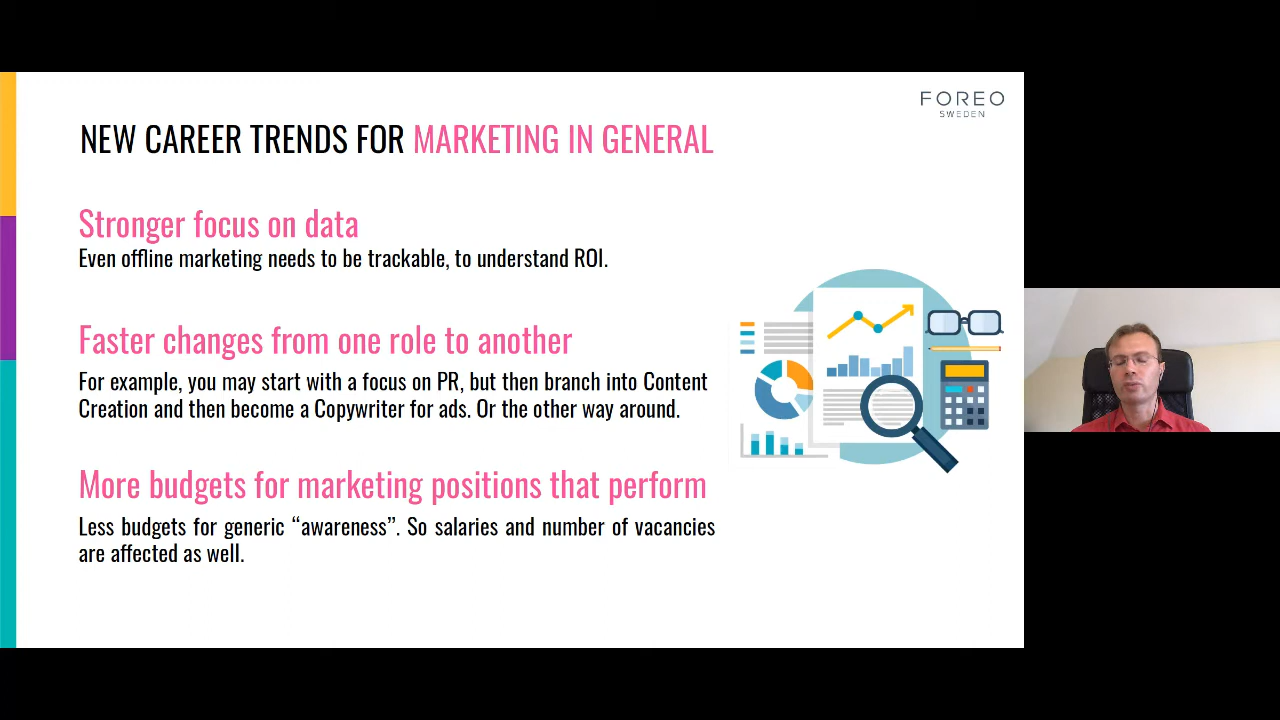 FOREO
SWEDEN
NEW CAREER TRENDS FOR MARKETING IN GENERAL
Stronger focus on data
Even offline marketing needs to be trackable, to understand ROI.
Faster changes from one role to another
For example, you may start with a focus on PR, but then branch into Content
Creation and then become a Copywriter for ads. Or the other way around.
More budgets for marketing positions that perform
Less budgets for generic “awareness”. So salaries and number of vacancies
are affected as well.